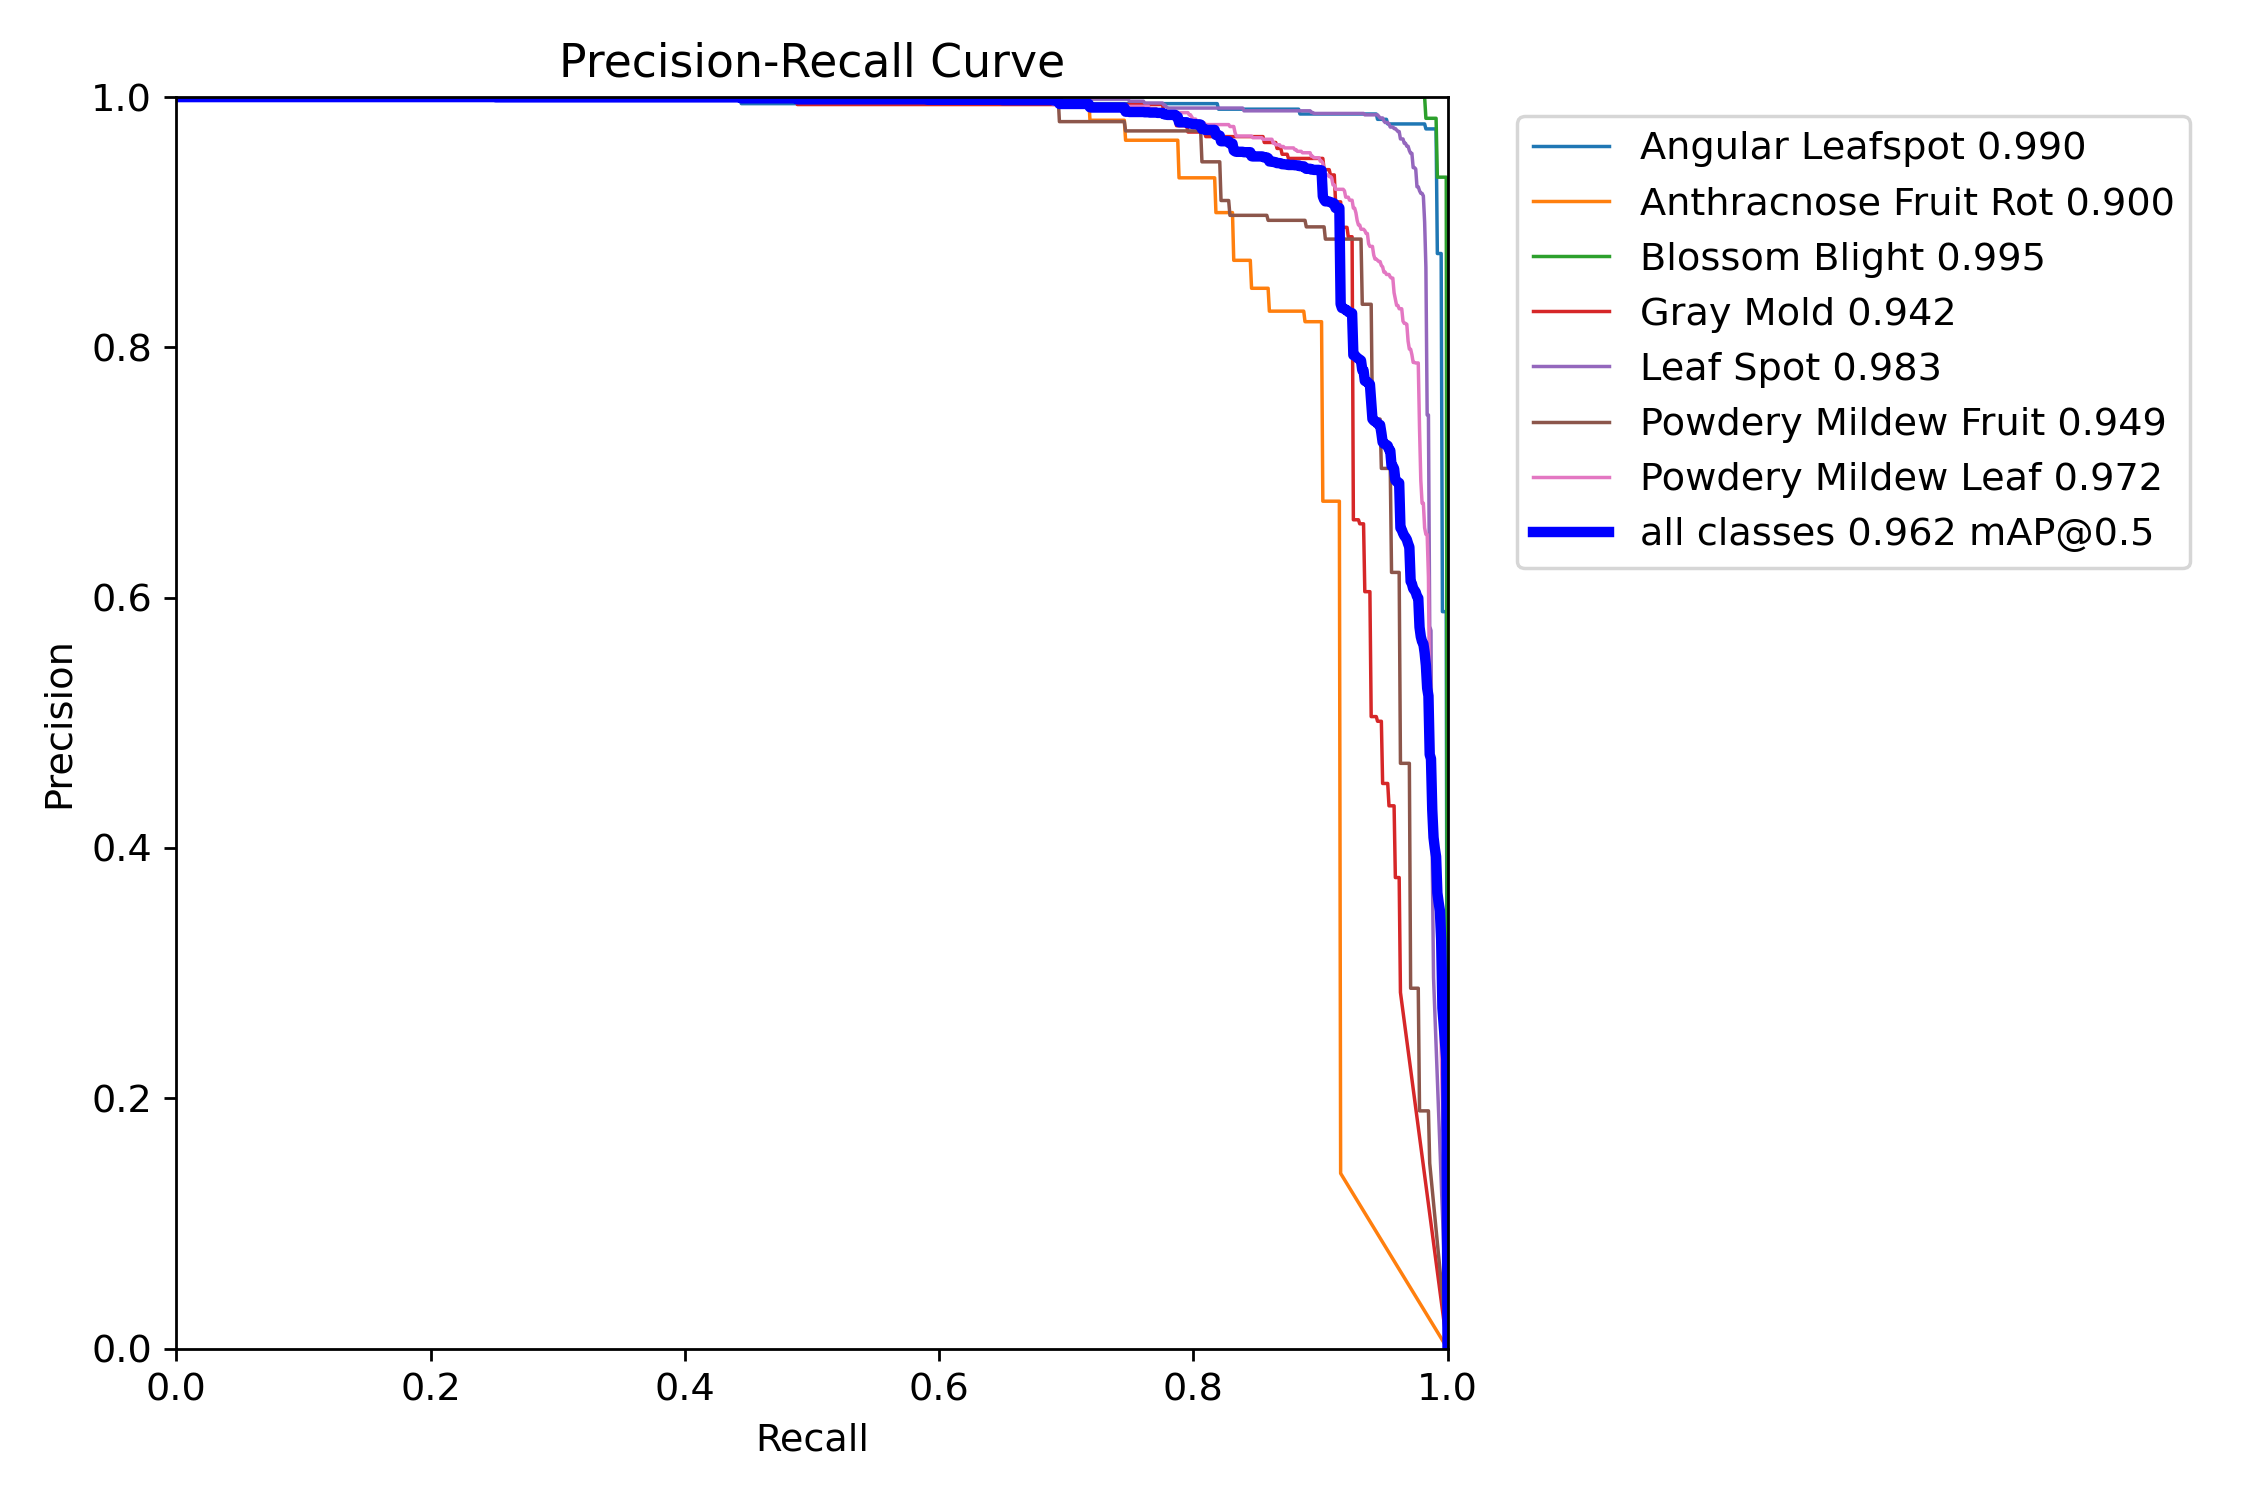 Precision-Recall Curve
1.0
0.8
0.6
0.4
0.2
0.0
Precision
0.0 0.2 0.4 0.6 0.8 1.0
Recall
Angular Leafspot 0.990
Anthracnose Fruit Rot 0.900
Blossom Blight 0.995
Gray Mold 0.942
Leaf Spot 0.983
Powdery Mildew Fruit 0.949
Powdery Mildew Leaf 0.972
all classes 0.962 mAP@0.5